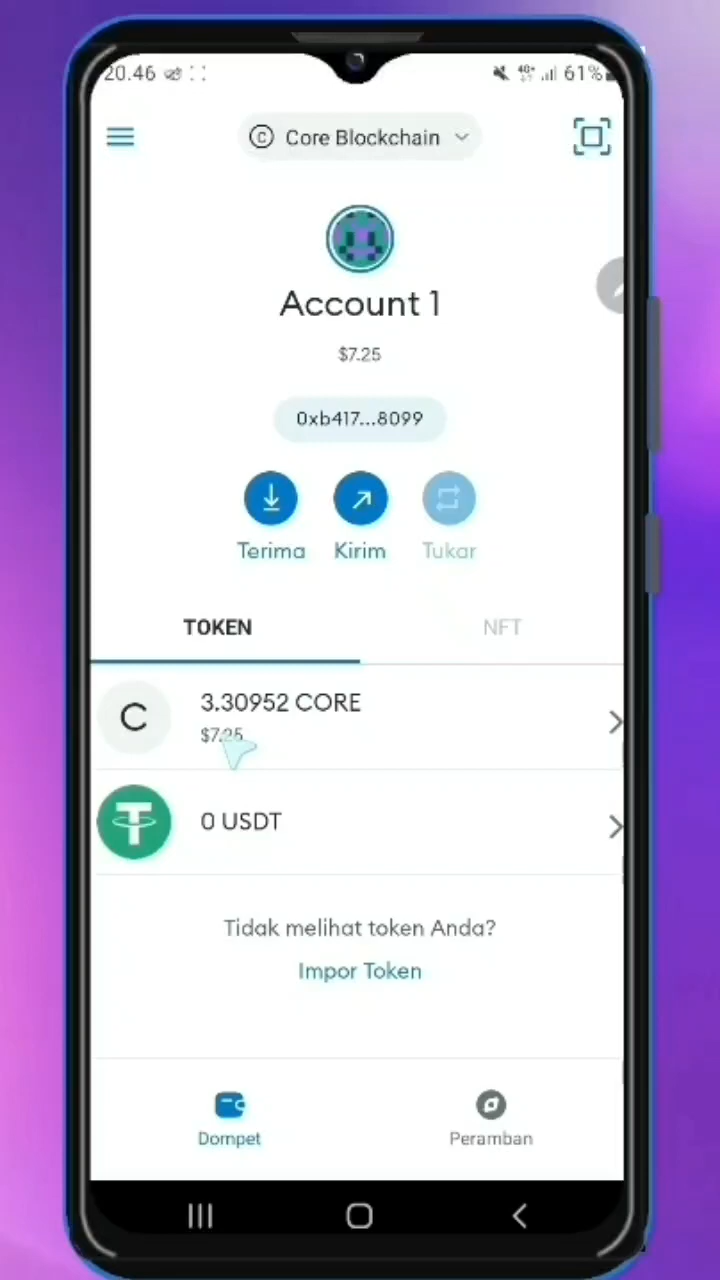 20.46
61%
Core Blockchain
Account 1
$7.25
0xb417...8099
Terima
Kirim
Tukar
TOKEN
NFT
C
3.30952 CORE
$7.25
0 USDT
Tidak melihat token Anda?
Impor Token
Dompet
Peramban